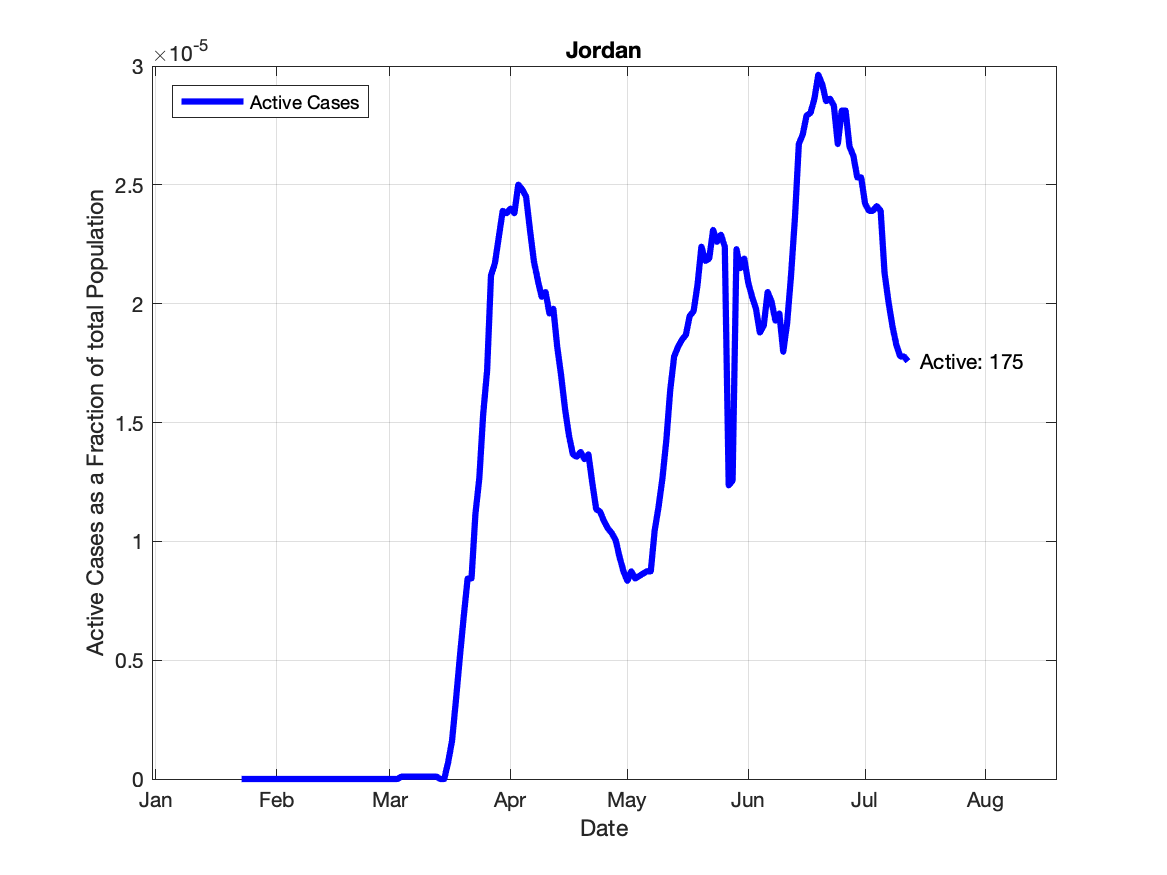 Jordan
×10-5
Active Cases
3
2.5
2
1.5
1
0.5
0
Active Cases as a Fraction of total Population
Active: 175
Jan Feb Mar Apr May Jun Jul Aug
Date